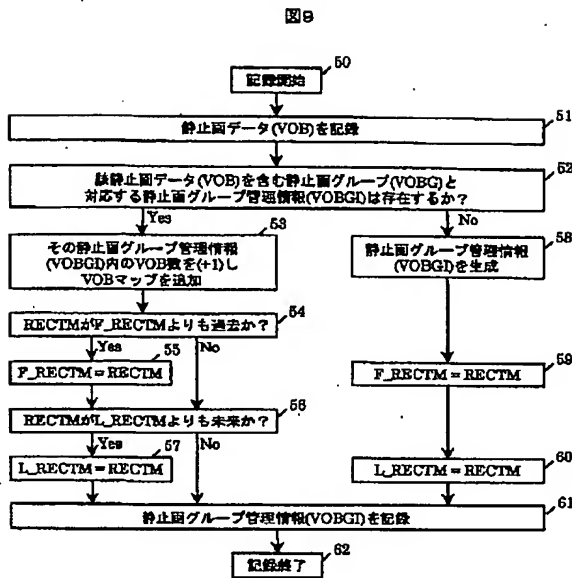 図9
記録開始
50
静止画データ(VOB)を記録
51
該静止画データ(VOB)を含む静止画グループ(VOBG)と
対応する静止画グループ管理情報(VOBGI)は存在するか?
52
Yes
No
その静止画グループ管理情報
(VOBGI)内のVOB数を(+1)し
VOBマップを追加
53
静止画グループ管理情報
(VOBGI)を生成
58
RECTMがF_RECTMよりも過去か?
54
Yes
No
F_RECTM=RECTM
55
F_RECTM=RECTM
59
RECTMがL_RECTMよりも未来か?
56
Yes
No
L_RECTM=RECTM
57
L_RECTM=RECTM
60
静止画グループ管理情報(VOBGI)を記録
61
記録終了
62